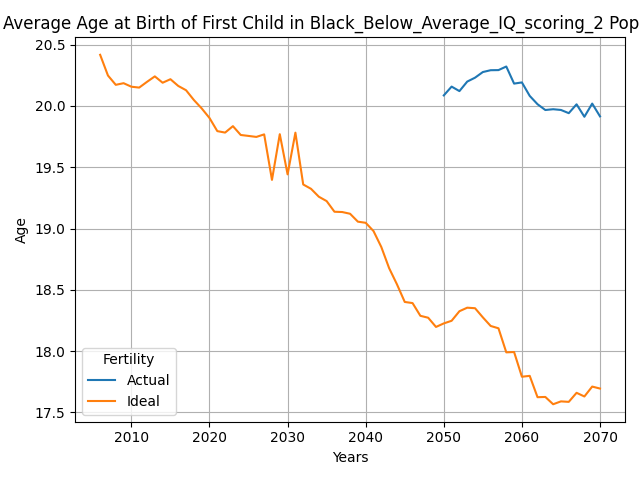 Average Age at Birth of First Child in Black_Below_Average_IQ_scoring_2 Pop
20.5
20.0
19.5
19.0
18.5
18.0
17.5
Age
Fertility
Actual
Ideal
2010 2020 2030 2040 2050 2060 2070
Years